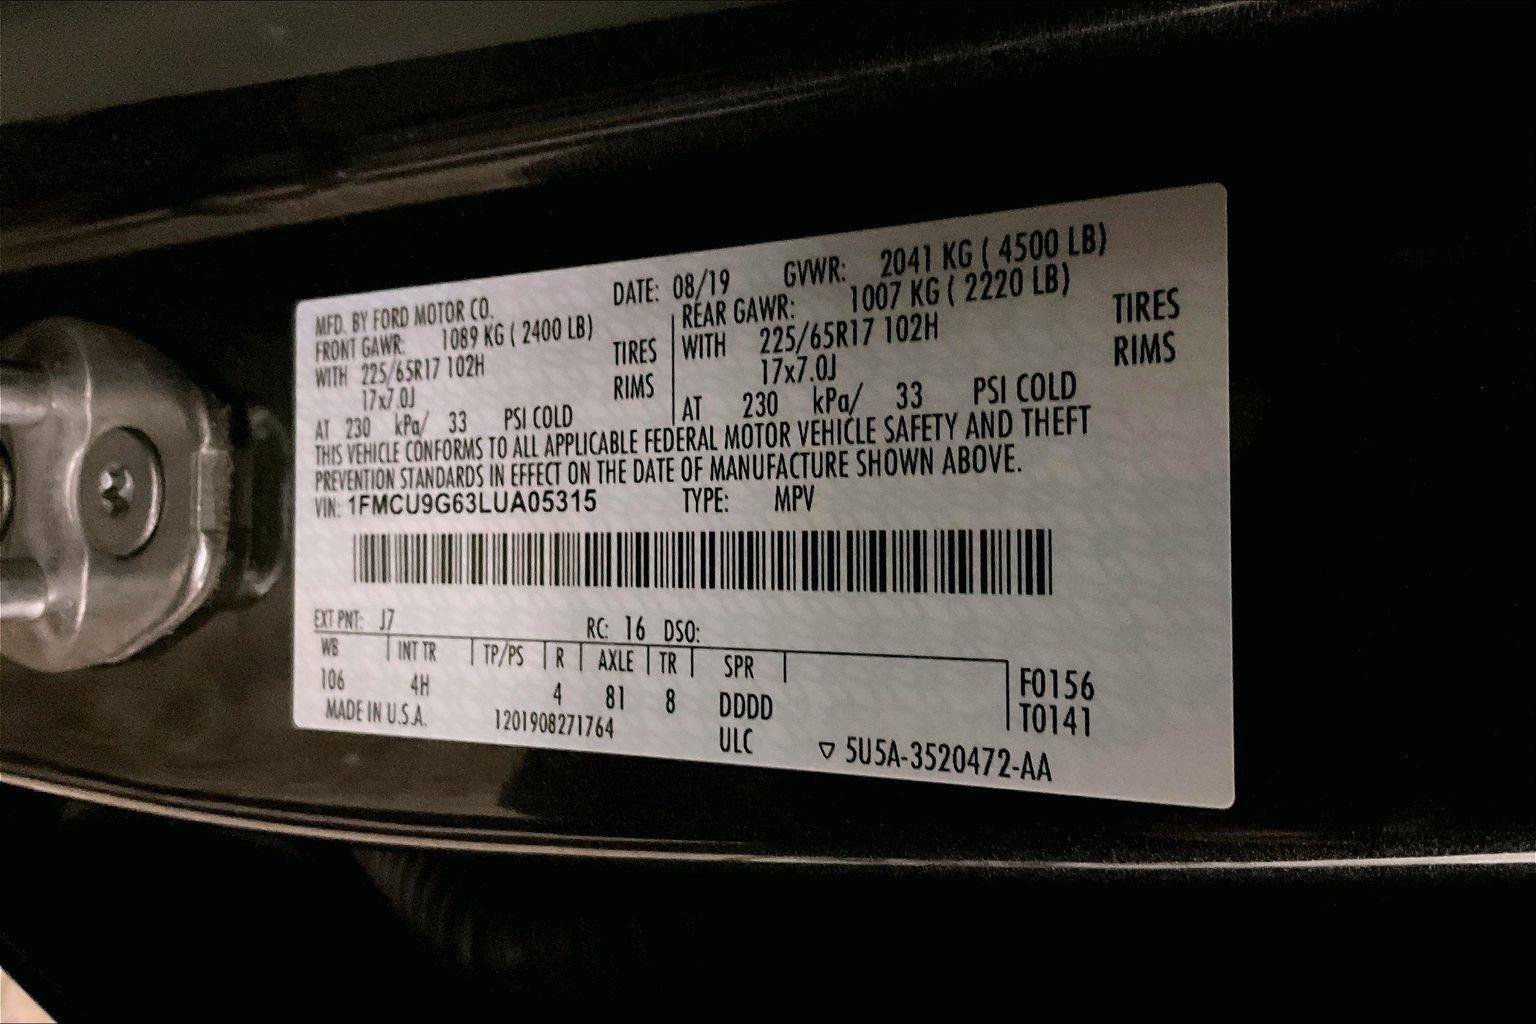 MFD. BY FORD MOTOR CO. DATE: 08/19 GVWR: 2041 KG ( 4500 LB)
FRONT GAWR: 1089 KG ( 2400 LB) REAR GAWR: 1007 KG ( 2220 LB)
WITH 225/65R17 102H TIRES WITH 225/65R17 102H TIRES
17x7.0J RIMS 17x7.0J RIMS
AT 230 kPa/ 33 PSI COLD AT 230 kPa/ 33 PSI COLD
THIS VEHICLE CONFORMS TO ALL APPLICABLE FEDERAL MOTOR VEHICLE SAFETY AND THEFT
PREVENTION STANDARDS IN EFFECT ON THE DATE OF MANUFACTURE SHOWN ABOVE.
VIN: 1FMCU9G63LUA05315 TYPE: MPV
EXT PNT: J7 RC: 16 DSO:
WB INT TR TP/PS R AXLE TR SPR F0156
106 4H 4 81 8 DDDD T0141
MADE IN U.S.A. 1201908271764 ULC ▽ 5U5A-3520472-AA